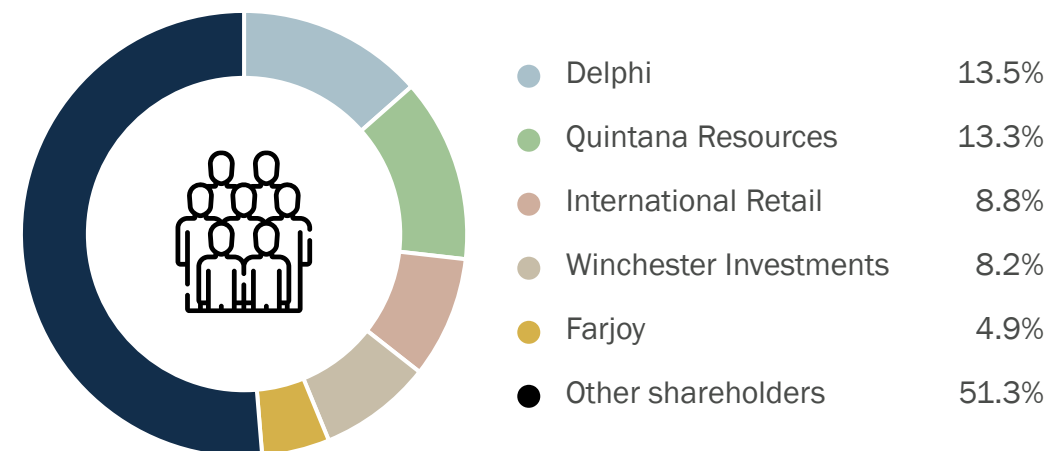 Delphi 13.5%
Quintana Resources 13.3%
International Retail 8.8%
Winchester Investments 8.2%
Farjoy 4.9%
Other shareholders 51.3%